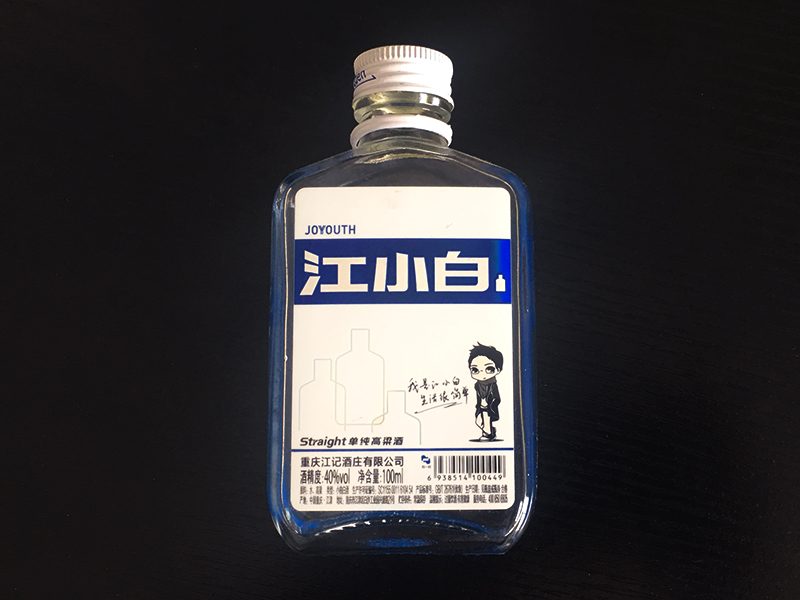 JOYOUTH
江小白
我是江小白
生活很简单
Straight 单纯高粱酒
重庆江记酒庄有限公司
酒精度:40%vol 净含量:100ml
6 938514 100449